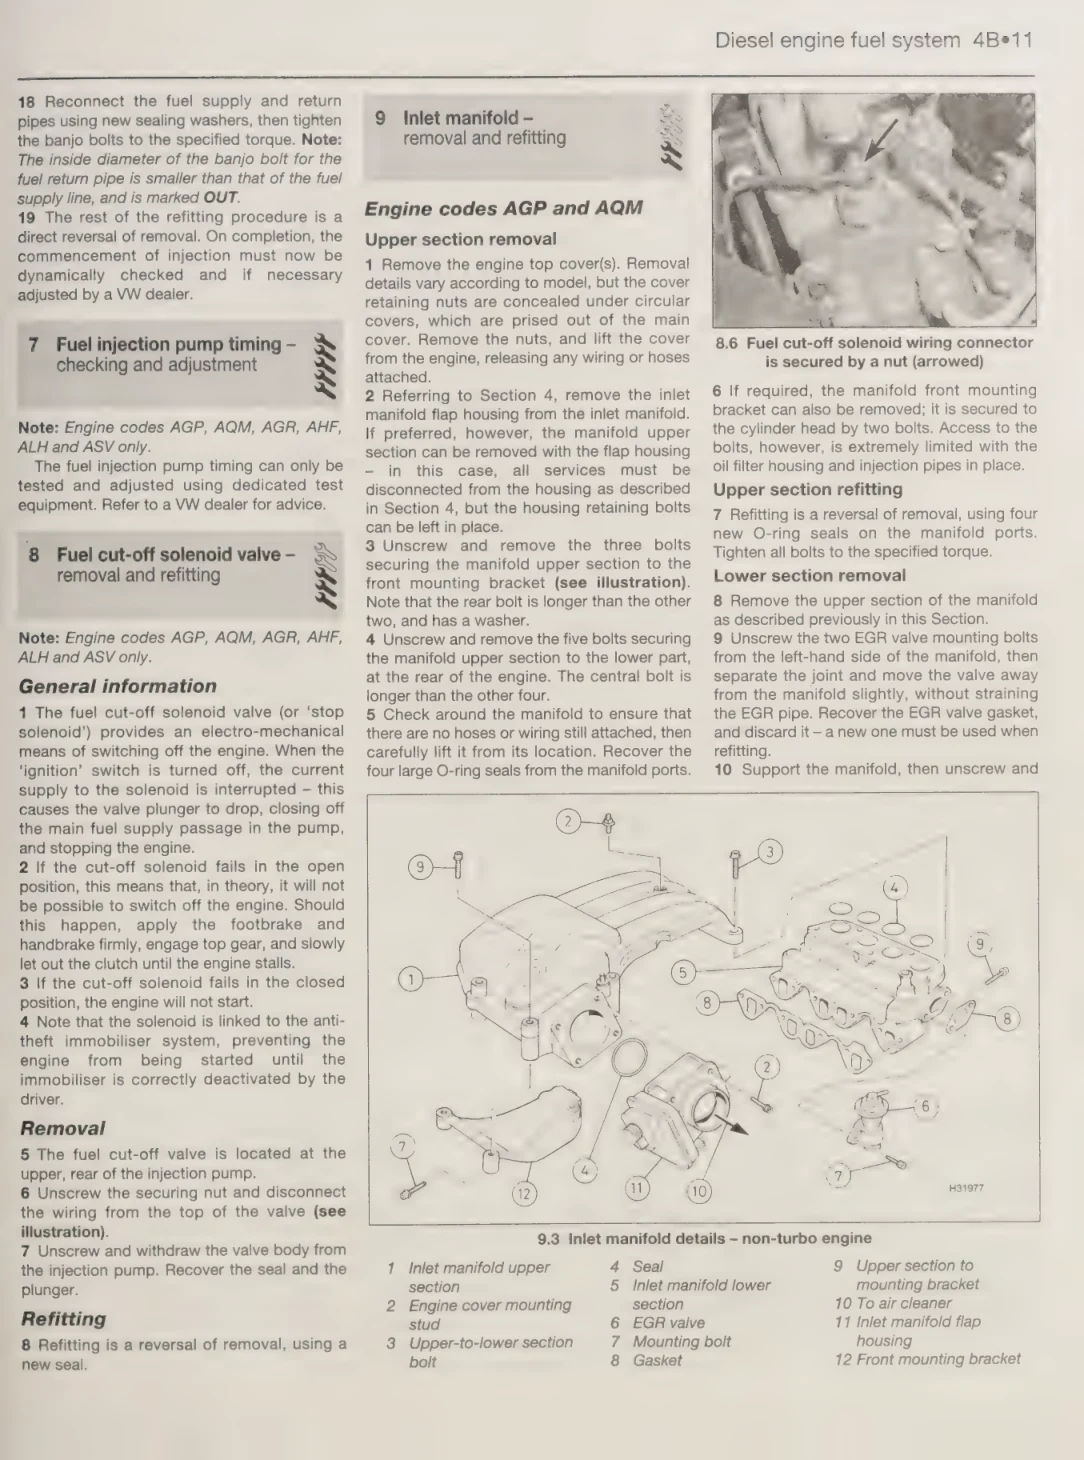 Diesel engine fuel system 4B•11
18 Reconnect the fuel supply and return
pipes using new sealing washers, then tighten
the banjo bolts to the specified torque. Note:
The inside diameter of the banjo bolt for the
fuel return pipe is smaller than that of the fuel
supply line, and is marked OUT.
19 The rest of the refitting procedure is a
direct reversal of removal. On completion, the
commencement of injection must now be
dynamically checked and if necessary
adjusted by a VW dealer.
7 Fuel injection pump timing –
checking and adjustment
Note: Engine codes AGP, AQM, AGR, AHF,
ALH and ASV only.
The fuel injection pump timing can only be
tested and adjusted using dedicated test
equipment. Refer to a VW dealer for advice.
8 Fuel cut-off solenoid valve –
removal and refitting
Note: Engine codes AGP, AQM, AGR, AHF,
ALH and ASV only.
General information
1 The fuel cut-off solenoid valve (or 'stop
solenoid') provides an electro-mechanical
means of switching off the engine. When the
'ignition' switch is turned off, the current
supply to the solenoid is interrupted – this
causes the valve plunger to drop, closing off
the main fuel supply passage in the pump,
and stopping the engine.
2 If the cut-off solenoid fails in the open
position, this means that, in theory, it will not
be possible to switch off the engine. Should
this happen, apply the footbrake and
handbrake firmly, engage top gear, and slowly
let out the clutch until the engine stalls.
3 If the cut-off solenoid fails in the closed
position, the engine will not start.
4 Note that the solenoid is linked to the anti-
theft immobiliser system, preventing the
engine from being started until the
immobiliser is correctly deactivated by the
driver.
Removal
5 The fuel cut-off valve is located at the
upper, rear of the injection pump.
6 Unscrew the securing nut and disconnect
the wiring from the top of the valve (see
illustration).
7 Unscrew and withdraw the valve body from
the injection pump. Recover the seal and the
plunger.
Refitting
8 Refitting is a reversal of removal, using a
new seal.
9 Inlet manifold –
removal and refitting
Engine codes AGP and AQM
Upper section removal
1 Remove the engine top cover(s). Removal
details vary according to model, but the cover
retaining nuts are concealed under circular
covers, which are prised out of the main
cover. Remove the nuts, and lift the cover
from the engine, releasing any wiring or hoses
attached.
2 Referring to Section 4, remove the inlet
manifold flap housing from the inlet manifold.
If preferred, however, the manifold upper
section can be removed with the flap housing
– in this case, all services must be
disconnected from the housing as described
in Section 4, but the housing retaining bolts
can be left in place.
3 Unscrew and remove the three bolts
securing the manifold upper section to the
front mounting bracket (see illustration).
Note that the rear bolt is longer than the other
two, and has a washer.
4 Unscrew and remove the five bolts securing
the manifold upper section to the lower part,
at the rear of the engine. The central bolt is
longer than the other four.
5 Check around the manifold to ensure that
there are no hoses or wiring still attached, then
carefully lift it from its location. Recover the
four large O-ring seals from the manifold ports.
8.6 Fuel cut-off solenoid wiring connector
is secured by a nut (arrowed)
6 If required, the manifold front mounting
bracket can also be removed; it is secured to
the cylinder head by two bolts. Access to the
bolts, however, is extremely limited with the
oil filter housing and injection pipes in place.
Upper section refitting
7 Refitting is a reversal of removal, using four
new O-ring seals on the manifold ports.
Tighten all bolts to the specified torque.
Lower section removal
8 Remove the upper section of the manifold
as described previously in this Section.
9 Unscrew the two EGR valve mounting bolts
from the left-hand side of the manifold, then
separate the joint and move the valve away
from the manifold slightly, without straining
the EGR pipe. Recover the EGR valve gasket,
and discard it – a new one must be used when
refitting.
10 Support the manifold, then unscrew and
2
9
3
4
9
1
5
8
8
2
6
7
4
12
11
10
7
H31977
9.3 Inlet manifold details – non-turbo engine
1 Inlet manifold upper
section
2 Engine cover mounting
stud
3 Upper-to-lower section
bolt
4 Seal
5 Inlet manifold lower
section
6 EGR valve
7 Mounting bolt
8 Gasket
9 Upper section to
mounting bracket
10 To air cleaner
11 Inlet manifold flap
housing
12 Front mounting bracket